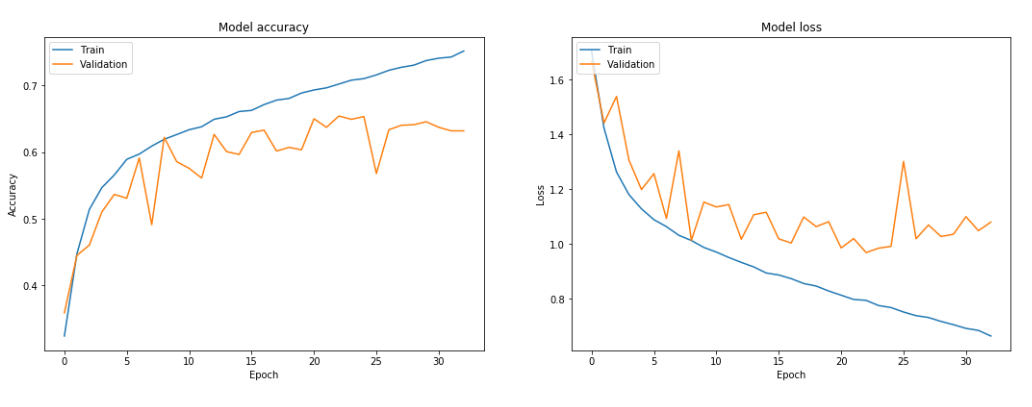 Model accuracy
Train
Validation
0.7
0.6
0.5
0.4
Accuracy
0 5 10 15 20 25 30
Epoch
Model loss
Train
Validation
1.6
1.4
1.2
1.0
0.8
Loss
0 5 10 15 20 25 30
Epoch